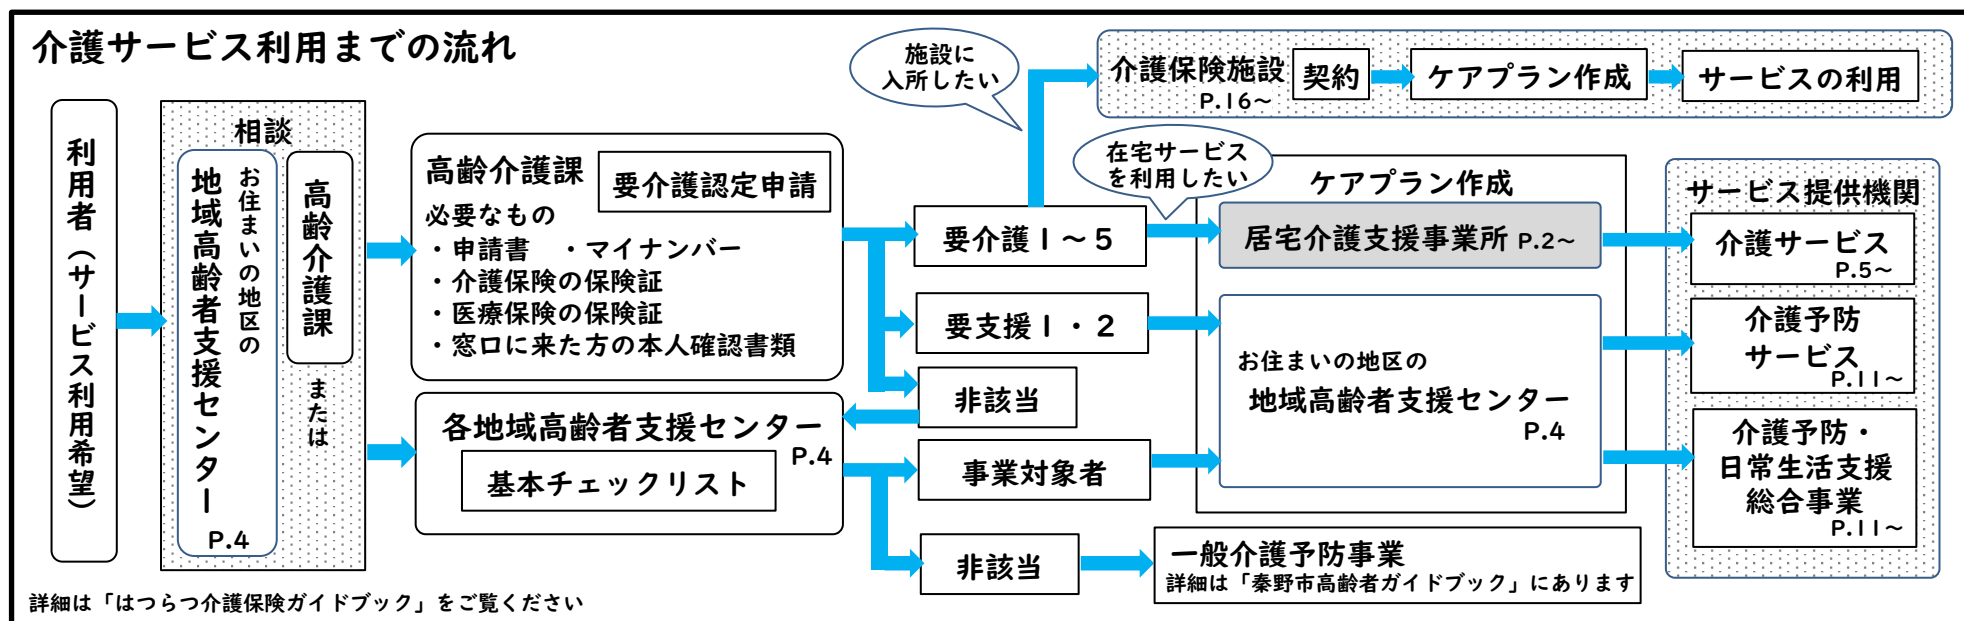 介護サービス利用までの流れ
利用者（サービス利用希望）
相談
お住まいの地区の
地域高齢者支援センター
P.4
高齢介護課
または
高齢介護課
要介護認定申請
必要なもの
・申請書　・マイナンバー
・介護保険の保険証
・医療保険の保険証
・窓口に来た方の本人確認書類
各地域高齢者支援センター
P.4
基本チェックリスト
要介護1～5
要支援1・2
非該当
事業対象者
非該当
施設に
入所したい
介護保険施設
P.16～
契約
ケアプラン作成
サービスの利用
在宅サービス
を利用したい
ケアプラン作成
居宅介護支援事業所 P.2～
お住まいの地区の
地域高齢者支援センター
P.4
サービス提供機関
介護サービス
P.5～
介護予防
サービス
P.11～
介護予防・
日常生活支援
総合事業
P.11～
一般介護予防事業
詳細は「秦野市高齢者ガイドブック」にあります
詳細は「はつらつ介護保険ガイドブック」をご覧ください